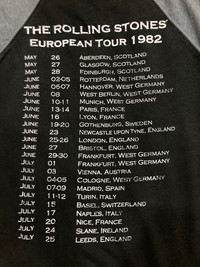 THE ROLLING STONES'
EUROPEAN TOUR 1982
MAY 26 ABERDEEN, SCOTLAND
MAY 27 GLASGOW, SCOTLAND
MAY 28 EDINBURGH, SCOTLAND
JUNE 02-05 ROTTERDAM, NETHERLANDS
JUNE 06-07 HANNOVER, WEST GERMANY
JUNE 08 WEST BERLIN, WEST GERMANY
JUNE 10-11 MUNICH, WEST GERMANY
JUNE 13-14 PARIS, FRANCE
JUNE 16 LYON, FRANCE
JUNE 19-20 GOTHENBURG, SWEDEN
JUNE 23 NEWCASTLE UPON TYNE, ENGLAND
JUNE 25-26 LONDON, ENGLAND
JUNE 27 BRISTOL, ENGLAND
JUNE 29-30 FRANKFURT, WEST GERMANY
JULY 01 FRANKFURT, WEST GERMANY
JULY 03 VIENNA, AUSTRIA
JULY 04-05 COLOGNE, WEST GERMANY
JULY 07-09 MADRID, SPAIN
JULY 11-12 TURIN, ITALY
JULY 15 BASEL, SWITZERLAND
JULY 17 NAPLES, ITALY
JULY 20 NICE, FRANCE
JULY 24 SLANE, IRELAND
JULY 25 LEEDS, ENGLAND